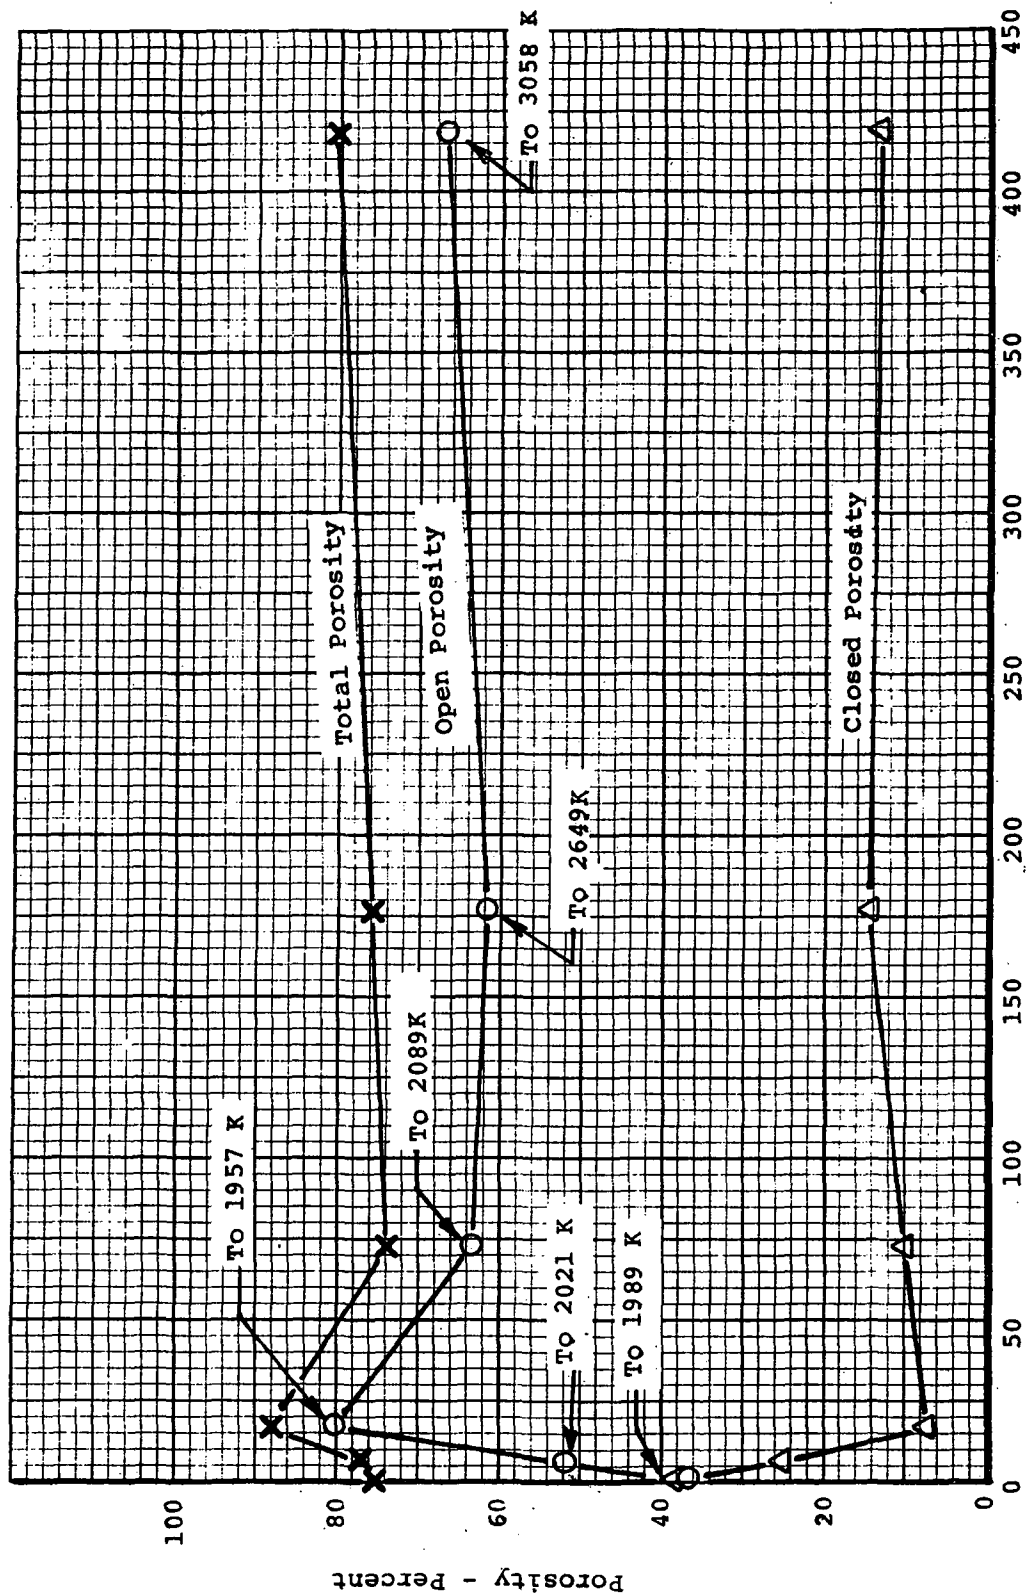 Porosity - Percent
100
80
60
40
20
0
0
50
100
150
200
250
300
350
400
450
To 1957 K
To 2089K
To 2021 K
To 1989 K
To 2649K
To 3058 K
Total Porosity
Open Porosity
Closed Porosity